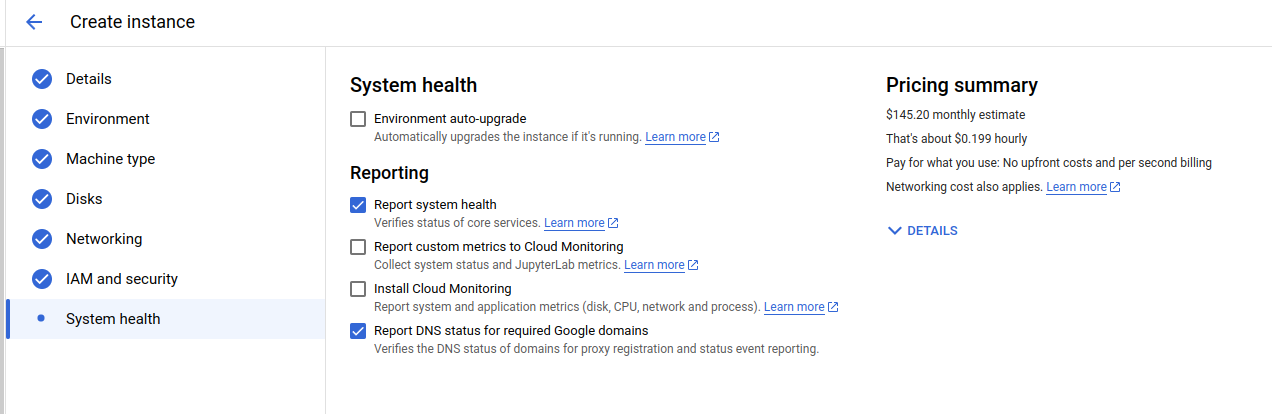 Create instance
Details
Environment
Machine type
Disks
Networking
IAM and security
System health
System health
Environment auto-upgrade
Automatically upgrades the instance if it's running. Learn more
Reporting
Report system health
Verifies status of core services. Learn more
Report custom metrics to Cloud Monitoring
Collect system status and JupyterLab metrics. Learn more
Install Cloud Monitoring
Report system and application metrics (disk, CPU, network and process). Learn more
Report DNS status for required Google domains
Verifies the DNS status of domains for proxy registration and status event reporting.
Pricing summary
$145.20 monthly estimate
That's about $0.199 hourly
Pay for what you use: No upfront costs and per second billing
Networking cost also applies. Learn more
DETAILS